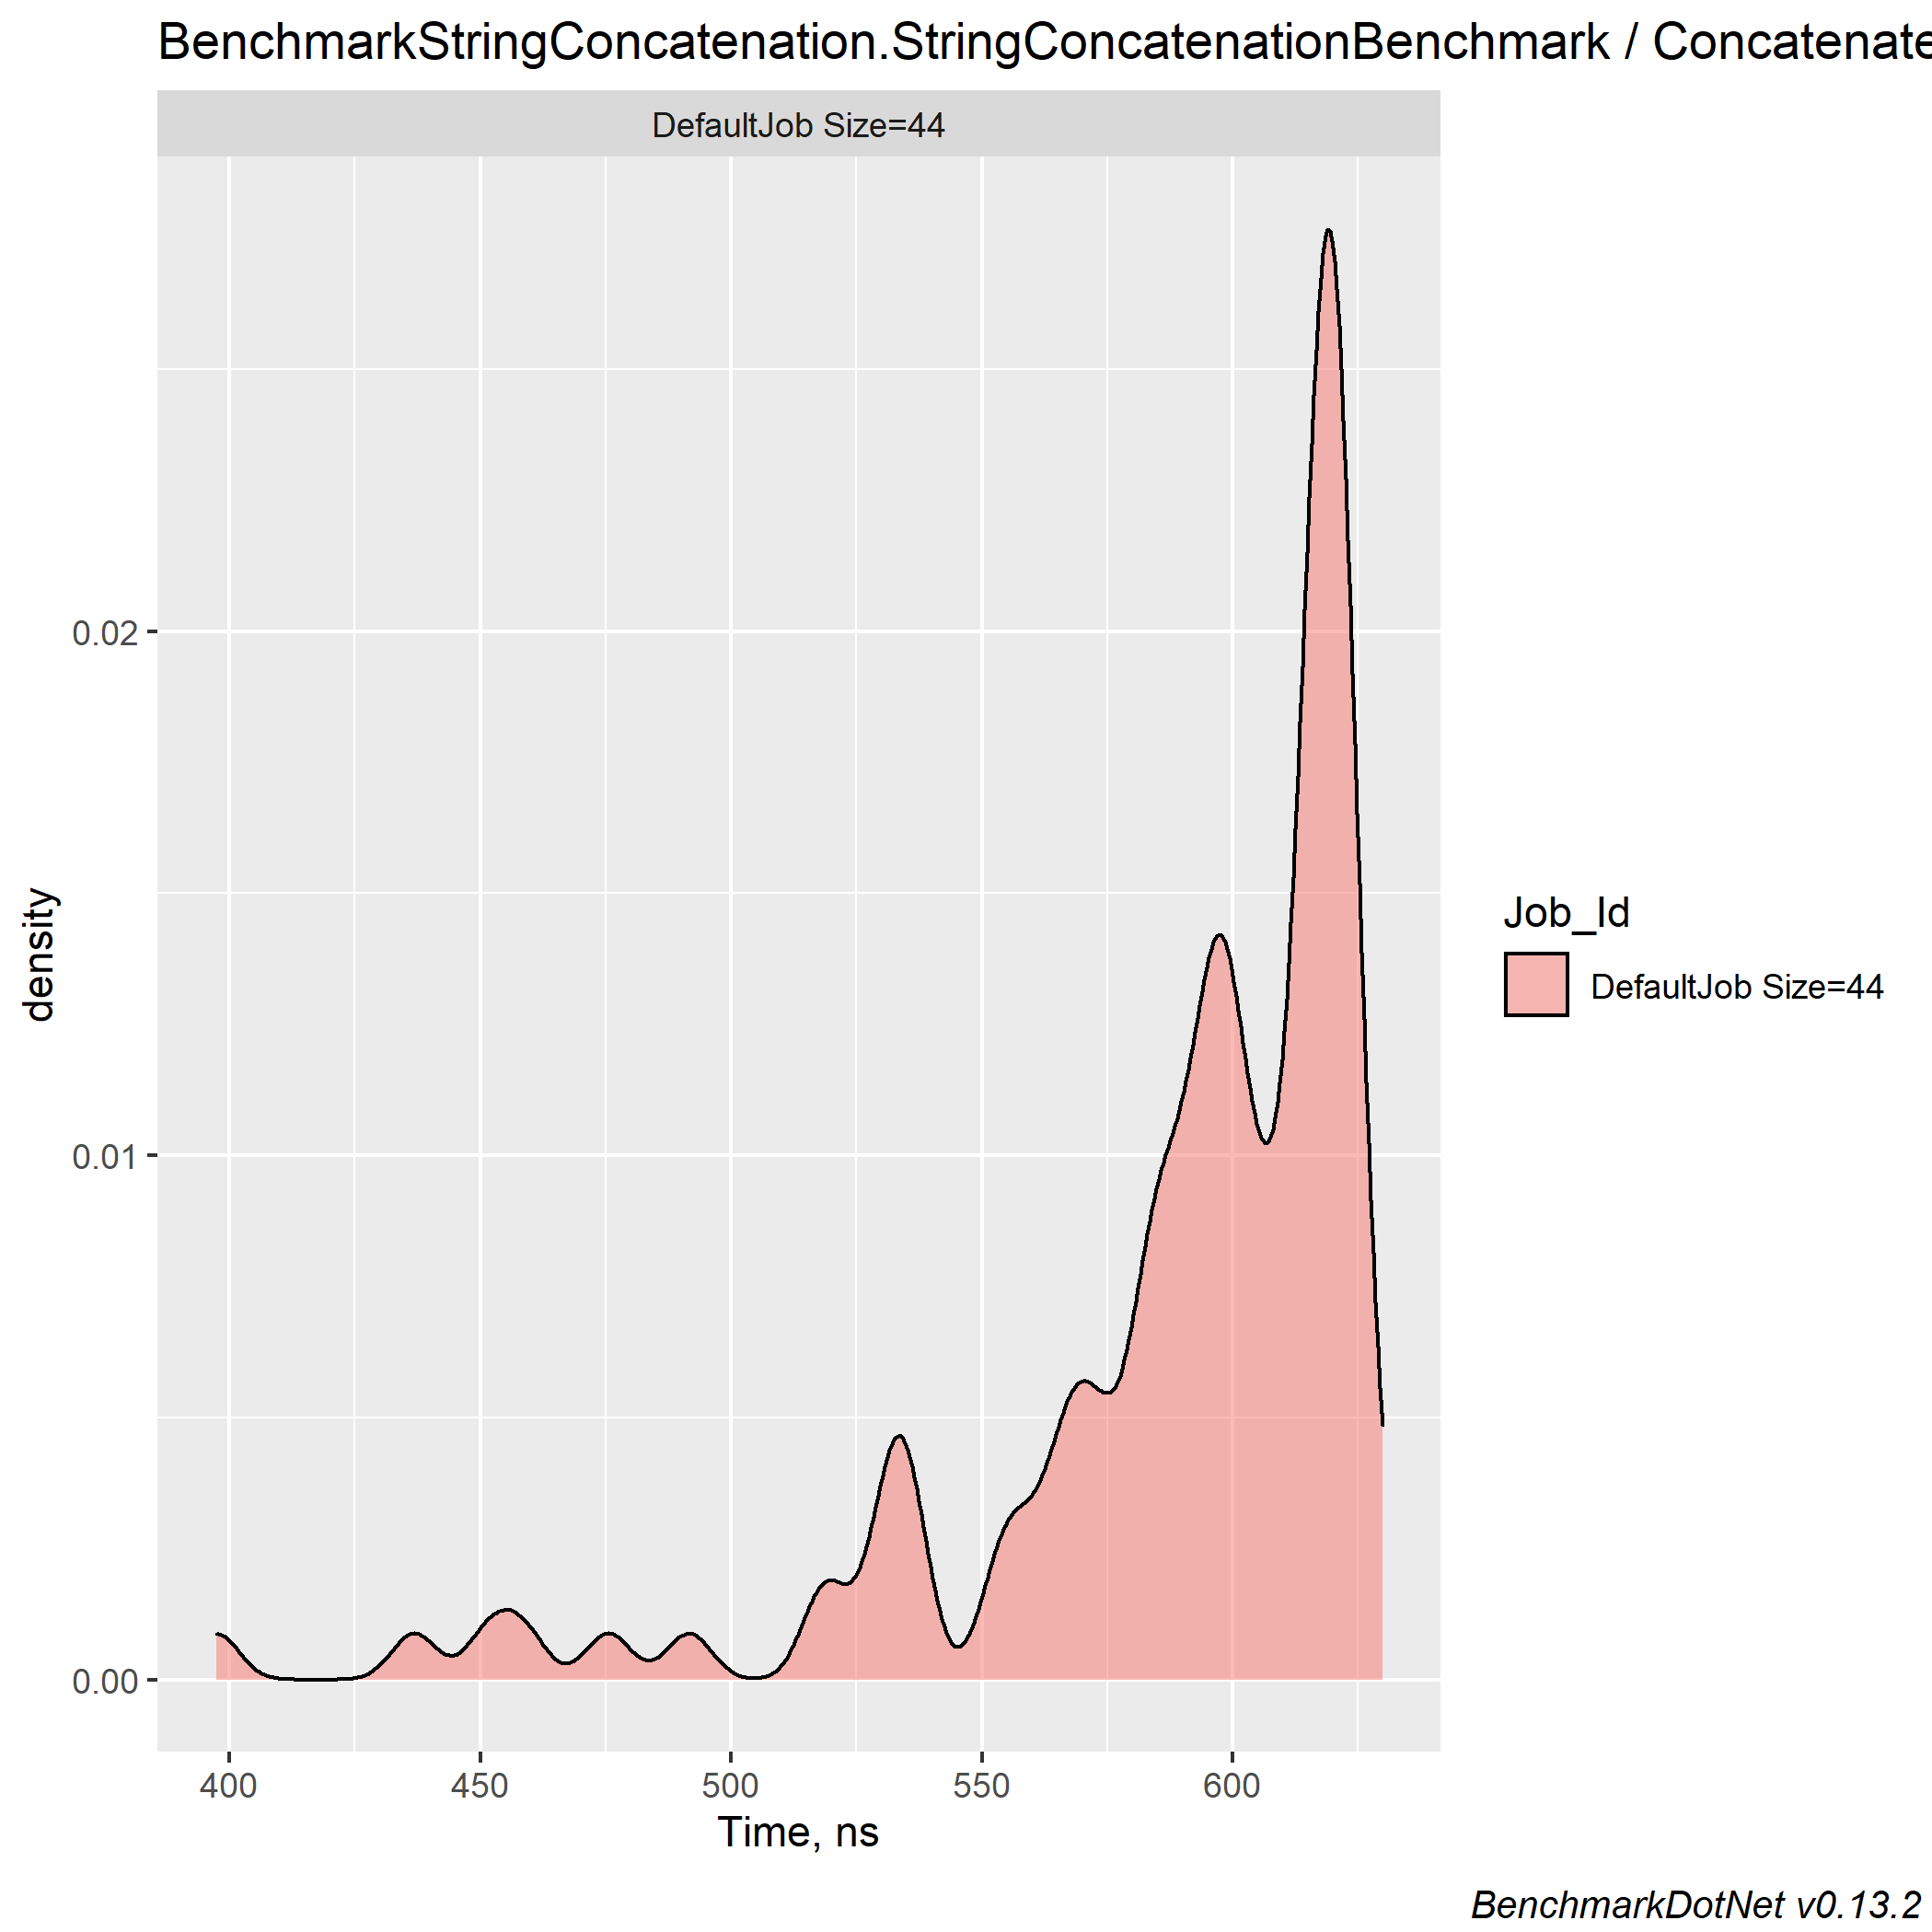 BenchmarkStringConcatenation.StringConcatenationBenchmark / Concatenate
DefaultJob Size=44
0.02
0.01
0.00
density
400 450 500 550 600
Time, ns
Job_Id
DefaultJob Size=44
BenchmarkDotNet v0.13.2